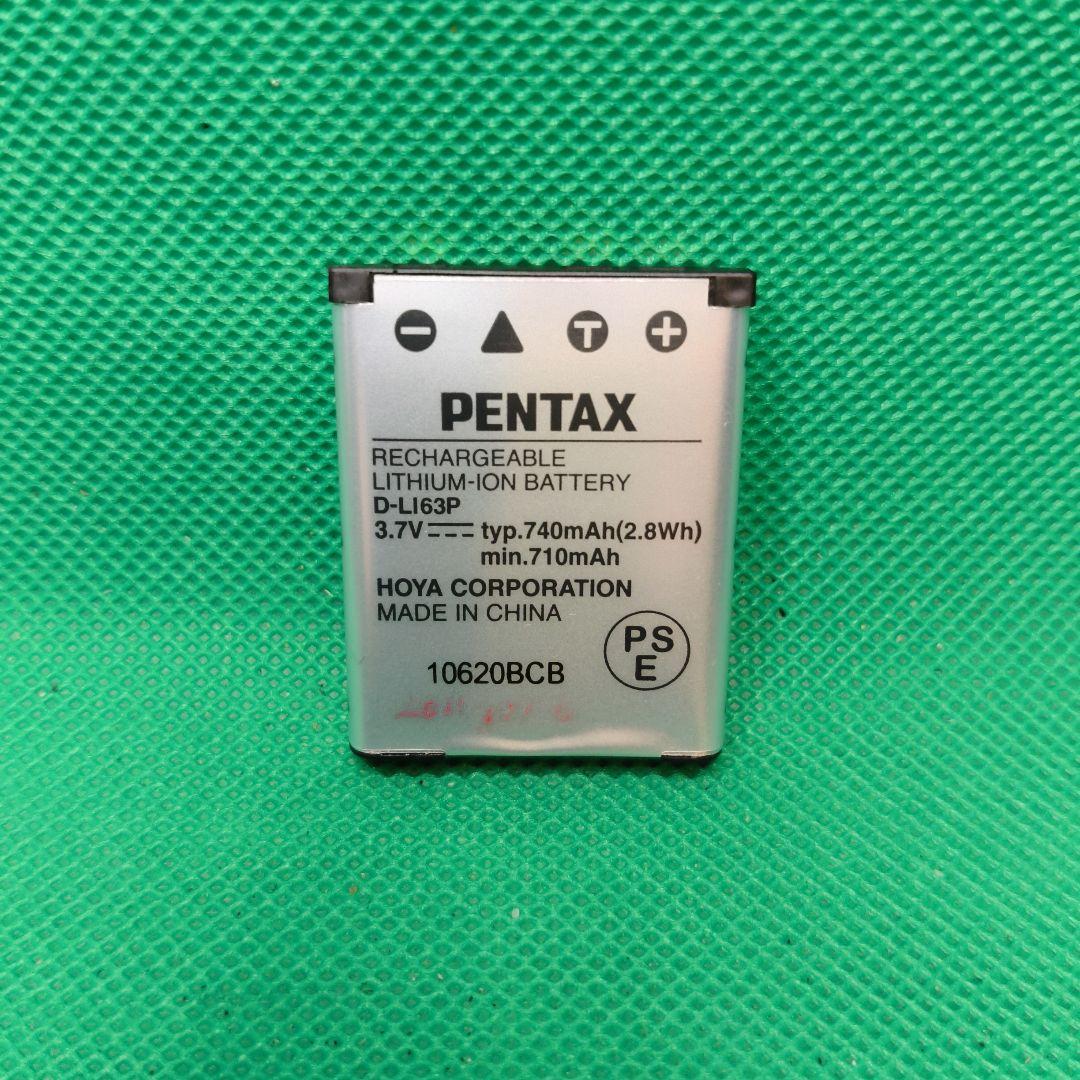 − ▲ T +
PENTAX
RECHARGEABLE
LITHIUM-ION BATTERY
D-LI63P
3.7V⎓ typ.740mAh(2.8Wh)
min.710mAh
HOYA CORPORATION
MADE IN CHINA
PS
E
10620BCB